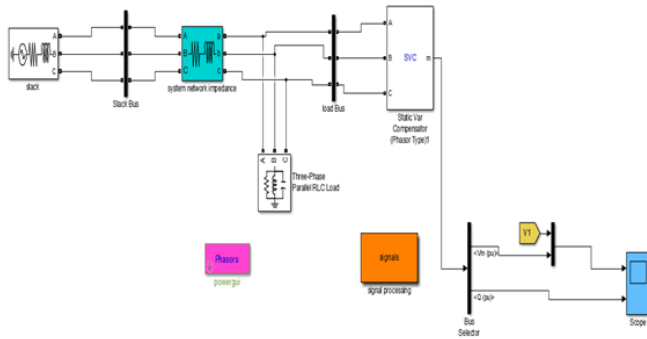 A
B
C
slack
Slack Bus
A
B
C
a
b
c
system network impedance
load Bus
A
B
C
SVC
m
Static Var
Compensator
(Phasor Type)1
A
B
C
Three-Phase
Parallel RLC Load
Phasors
powergui
signals
signal processing
V1
<Vm (pu)>
<Q (pu)>
Bus
Selector
Scope